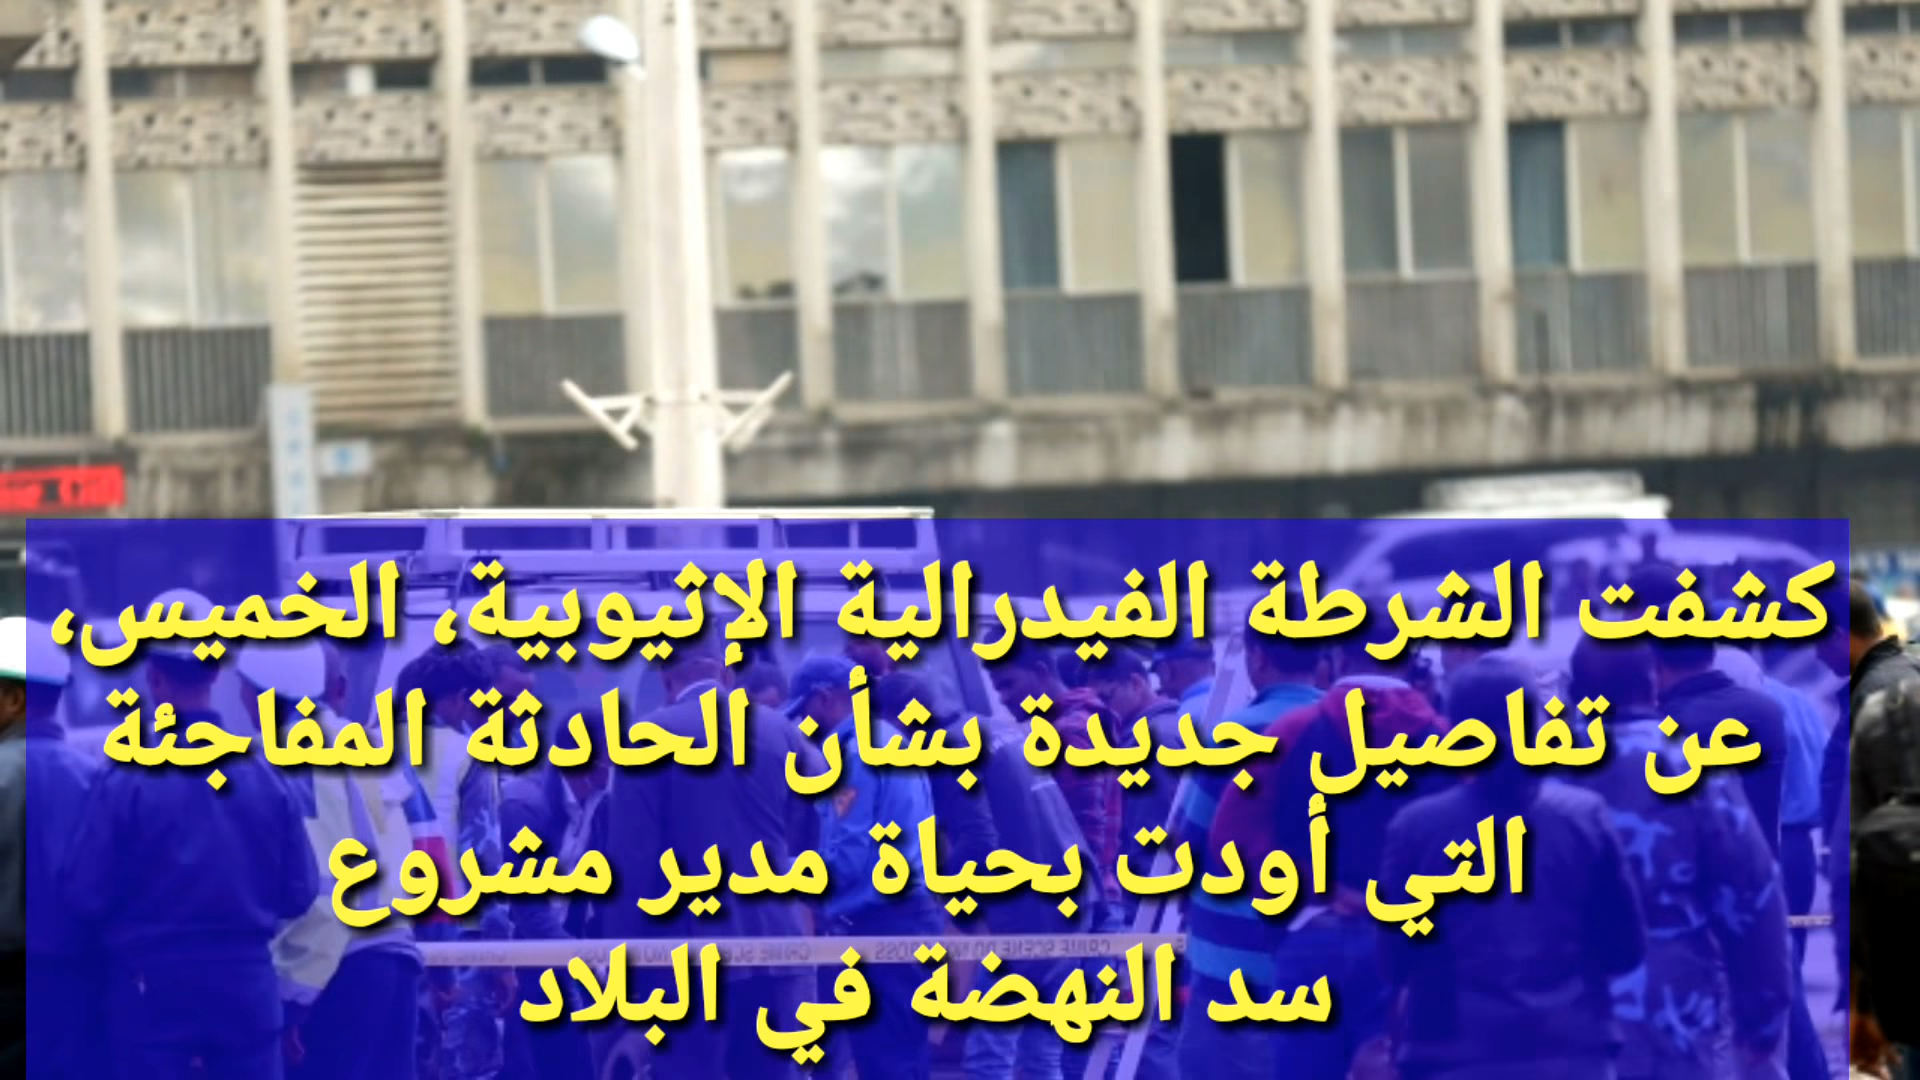 كشفت الشرطة الفيدرالية الإثيوبية، الخميس،
عن تفاصيل جديدة بشأن الحادثة المفاجئة
التي أودت بحياة مدير مشروع
سد النهضة في البلاد